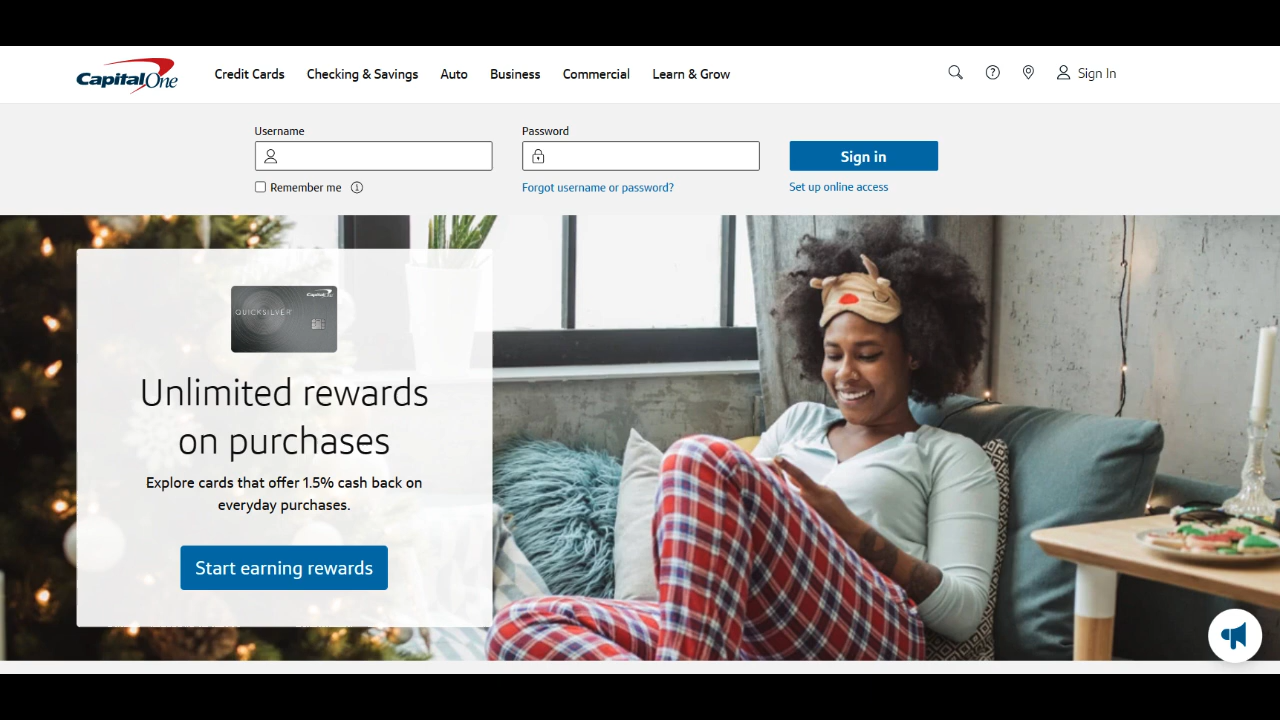 CapitalOne
Credit Cards Checking & Savings Auto Business Commercial Learn & Grow
Sign In
Username
Password
Sign in
Remember me
Forgot username or password?
Set up online access
Capital One
QUICKSILVER
Unlimited rewards
on purchases
Explore cards that offer 1.5% cash back on
everyday purchases.
Start earning rewards